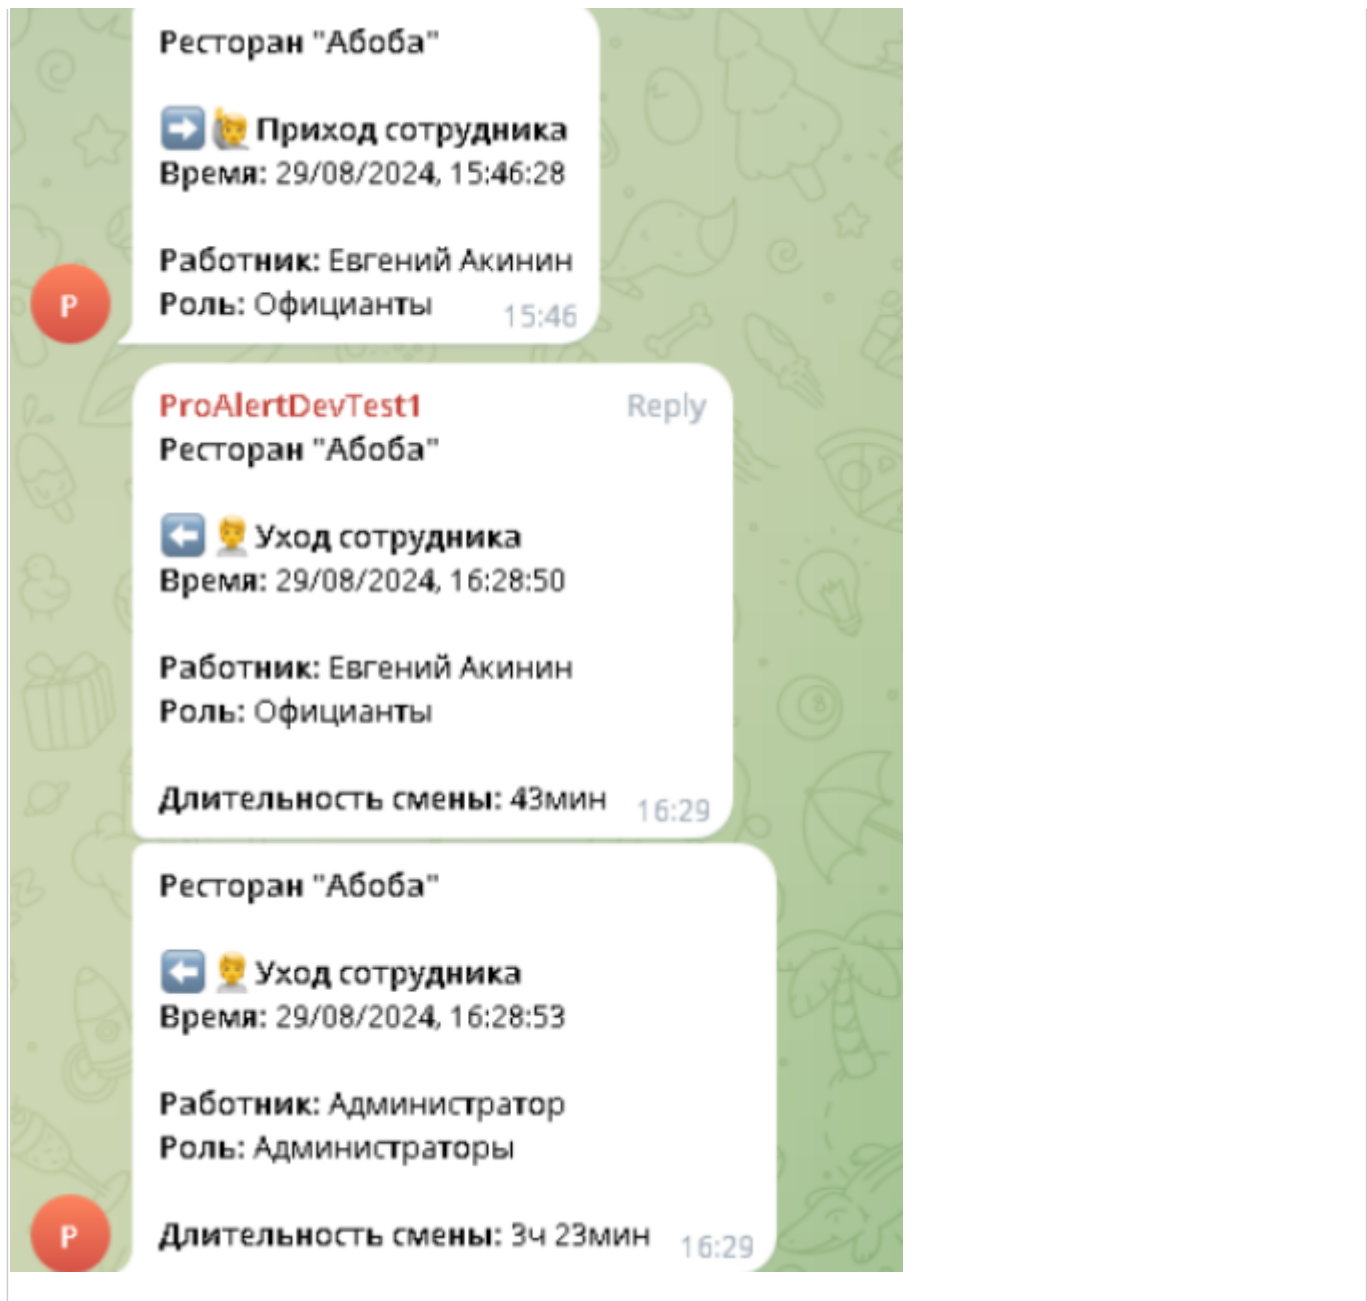 Ресторан "Абоба"
➡️🙋‍♂️ Приход сотрудника
Время: 29/08/2024, 15:46:28
Работник: Евгений Акинин
Роль: Официанты
15:46
P
ProAlertDevTest1
Reply
Ресторан "Абоба"
⬅️💆‍♂️ Уход сотрудника
Время: 29/08/2024, 16:28:50
Работник: Евгений Акинин
Роль: Официанты
Длительность смены: 43мин
16:29
Ресторан "Абоба"
⬅️💆‍♂️ Уход сотрудника
Время: 29/08/2024, 16:28:53
Работник: Администратор
Роль: Администраторы
Длительность смены: 3ч 23мин
16:29
P